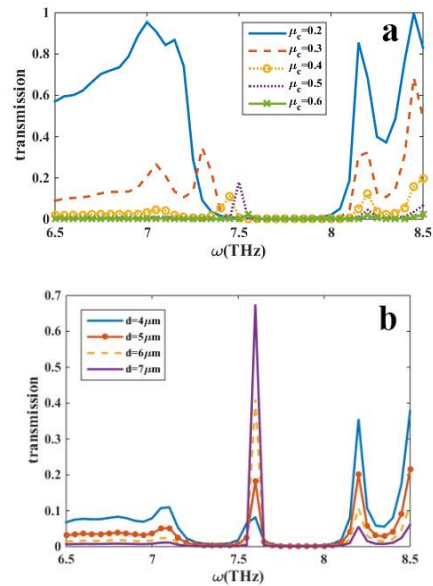 a
μc=0.2
μc=0.3
μc=0.4
μc=0.5
μc=0.6
transmission
1
0.8
0.6
0.4
0.2
0
6.5 7 7.5 8 8.5
ω(THz)
b
d=4μm
d=5μm
d=6μm
d=7μm
transmission
0.7
0.6
0.5
0.4
0.3
0.2
0.1
0
6.5 7 7.5 8 8.5
ω(THz)